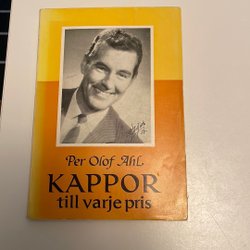 Per Olof Ahl
KAPPOR
till varje pris